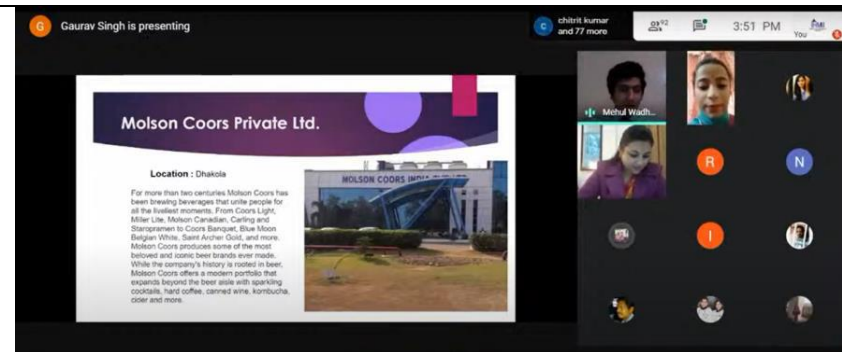 G Gaurav Singh is presenting
c chitrit kumar
and 77 more
92
3:51 PM
You
Molson Coors Private Ltd.
Location : Dhakola
For more than two centuries Molson Coors has
been brewing beverages that unite people for
all the liveliest moments. From Coors Light,
Miller Lite, Molson Canadian, Carling and
Staropramen to Coors Banquet, Blue Moon
Belgian White, Saint Archer Gold, and more.
Molson Coors produces some of the most
beloved and iconic beer brands ever made.
While the company's history is rooted in beer,
Molson Coors offers a modern portfolio that
expands beyond the beer aisle with sparkling
cocktails, hard coffee, canned wine, kombucha,
cider and more.
MOLSON COORS INDIA
Mehul Wadh...
R
N
I